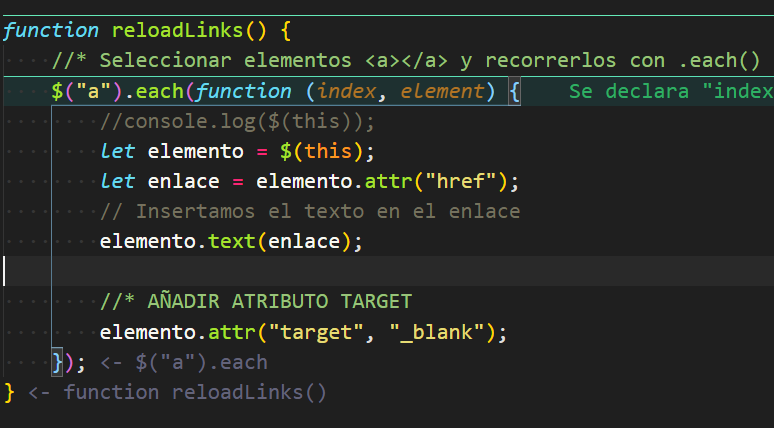 function reloadLinks() {
//* Seleccionar elementos <a></a> y recorrerlos con .each()
$("a").each(function (index, element) { Se declara "index
//console.log($(this));
let elemento = $(this);
let enlace = elemento.attr("href");
// Insertamos el texto en el enlace
elemento.text(enlace);
//* AÑADIR ATRIBUTO TARGET
elemento.attr("target", "_blank");
}); <- $("a").each
} <- function reloadLinks()